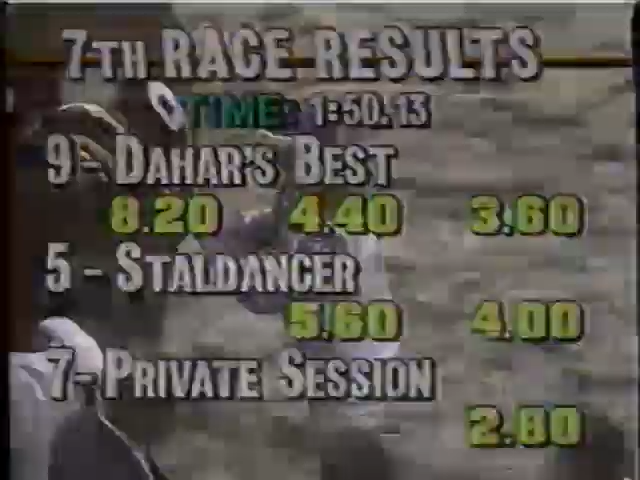 7TH RACE RESULTS
TIME: 1:50.13
9 - DAHAR'S BEST
8.20 4.40 3.60
5 - STALDANCER
5.60 4.00
7- PRIVATE SESSION
2.80